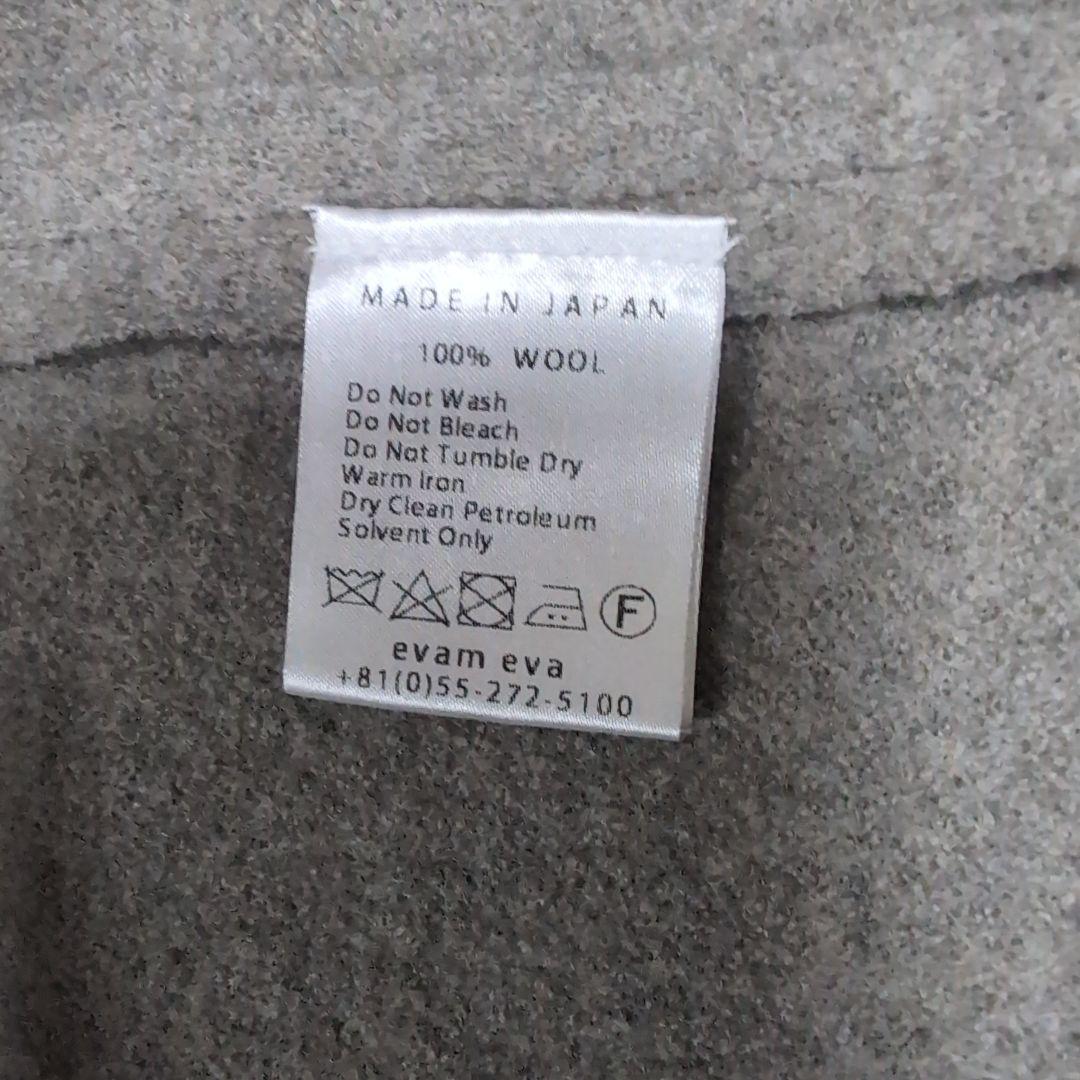 MADE IN JAPAN
100% WOOL
Do Not Wash
Do Not Bleach
Do Not Tumble Dry
Warm Iron
Dry Clean Petroleum
Solvent Only
F
evam eva
+81(0)55-272-5100